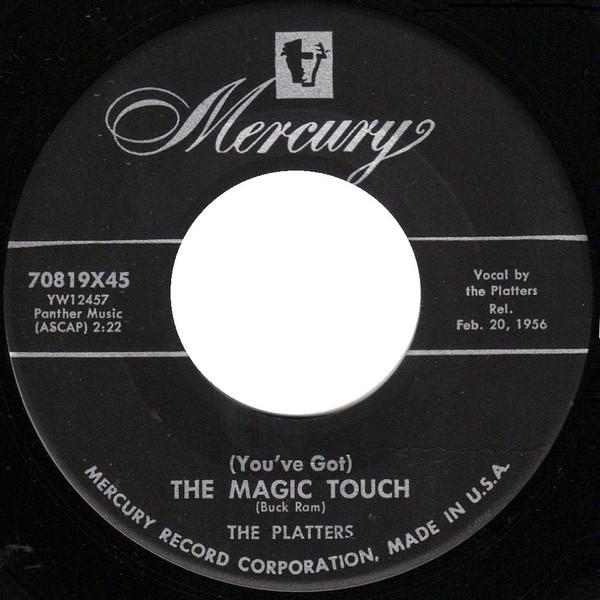 Mercury
70819X45
YW12457
Panther Music
(ASCAP) 2:22
Vocal by
the Platters
Rel.
Feb. 20, 1956
(You've Got)
THE MAGIC TOUCH
(Buck Ram)
THE PLATTERS
MERCURY RECORD CORPORATION, MADE IN U.S.A.